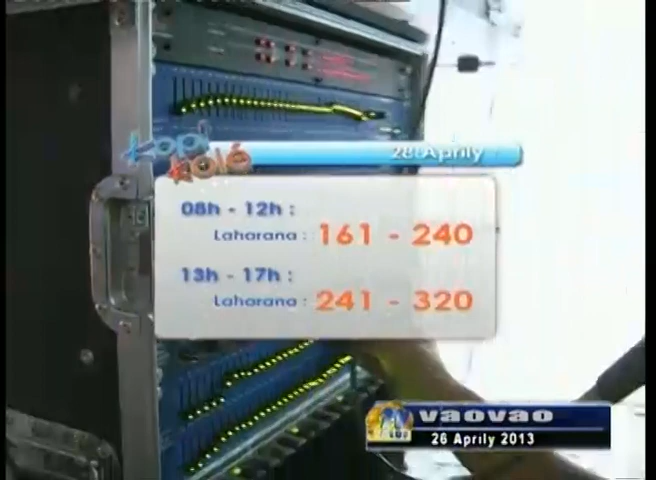 Kopi
Kolé
28 Aprily
08h - 12h :
Laharana : 161 - 240
13h - 17h :
Laharana : 241 - 320
vaovao
26 Aprily 2013